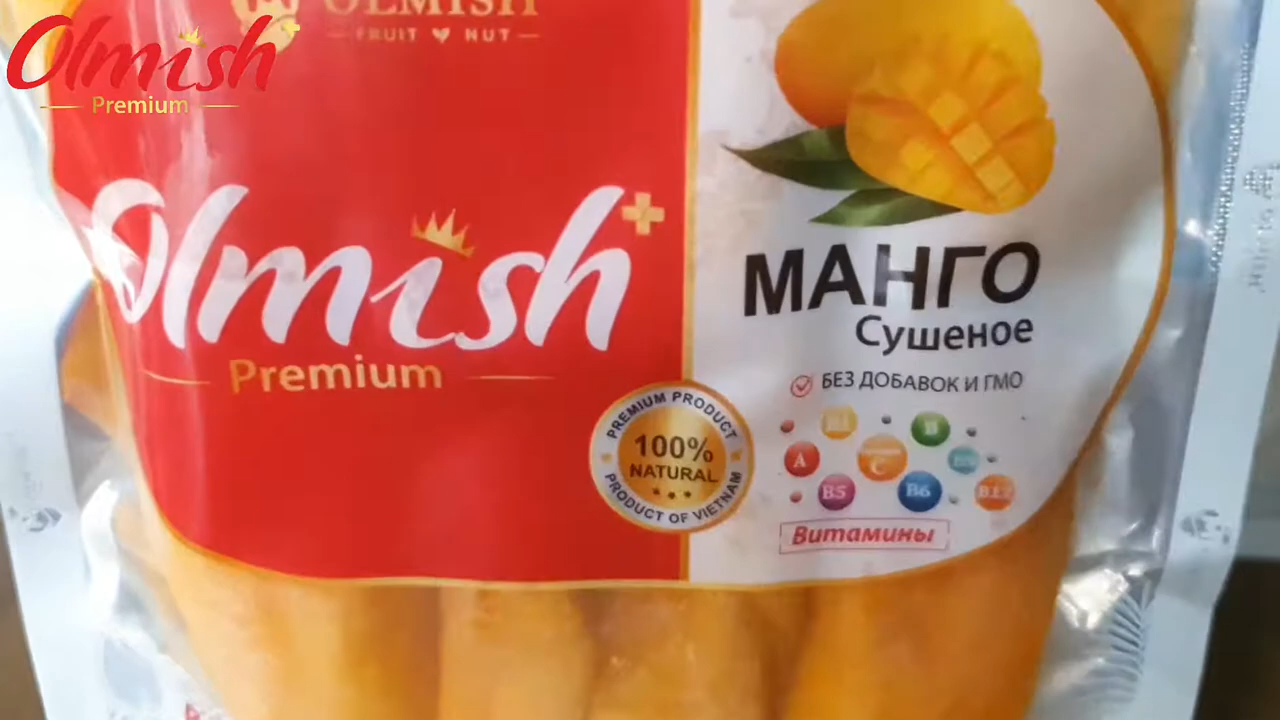 Olmish
Premium
OLMISH
FRUIT NUT
Olmish
Premium
МАНГО
Сушеное
БЕЗ ДОБАВОК И ГМО
PREMIUM PRODUCT
100%
NATURAL
PRODUCT OF VIETNAM
A
C
B
B5
B6
B12
Витамины